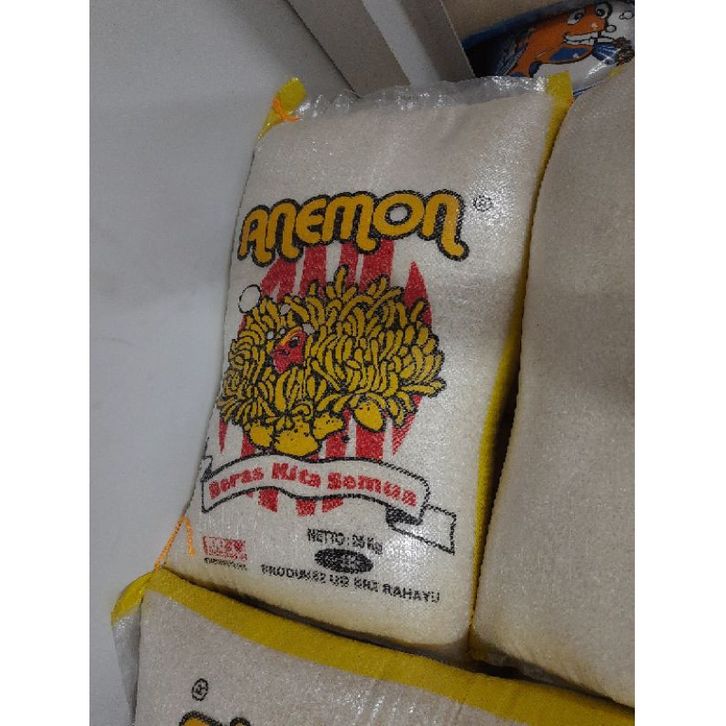 ANEMON ®
Beras Kita Semua
NETTO : 25 Kg
PRODUKSI UD SRI RAHAYU
®